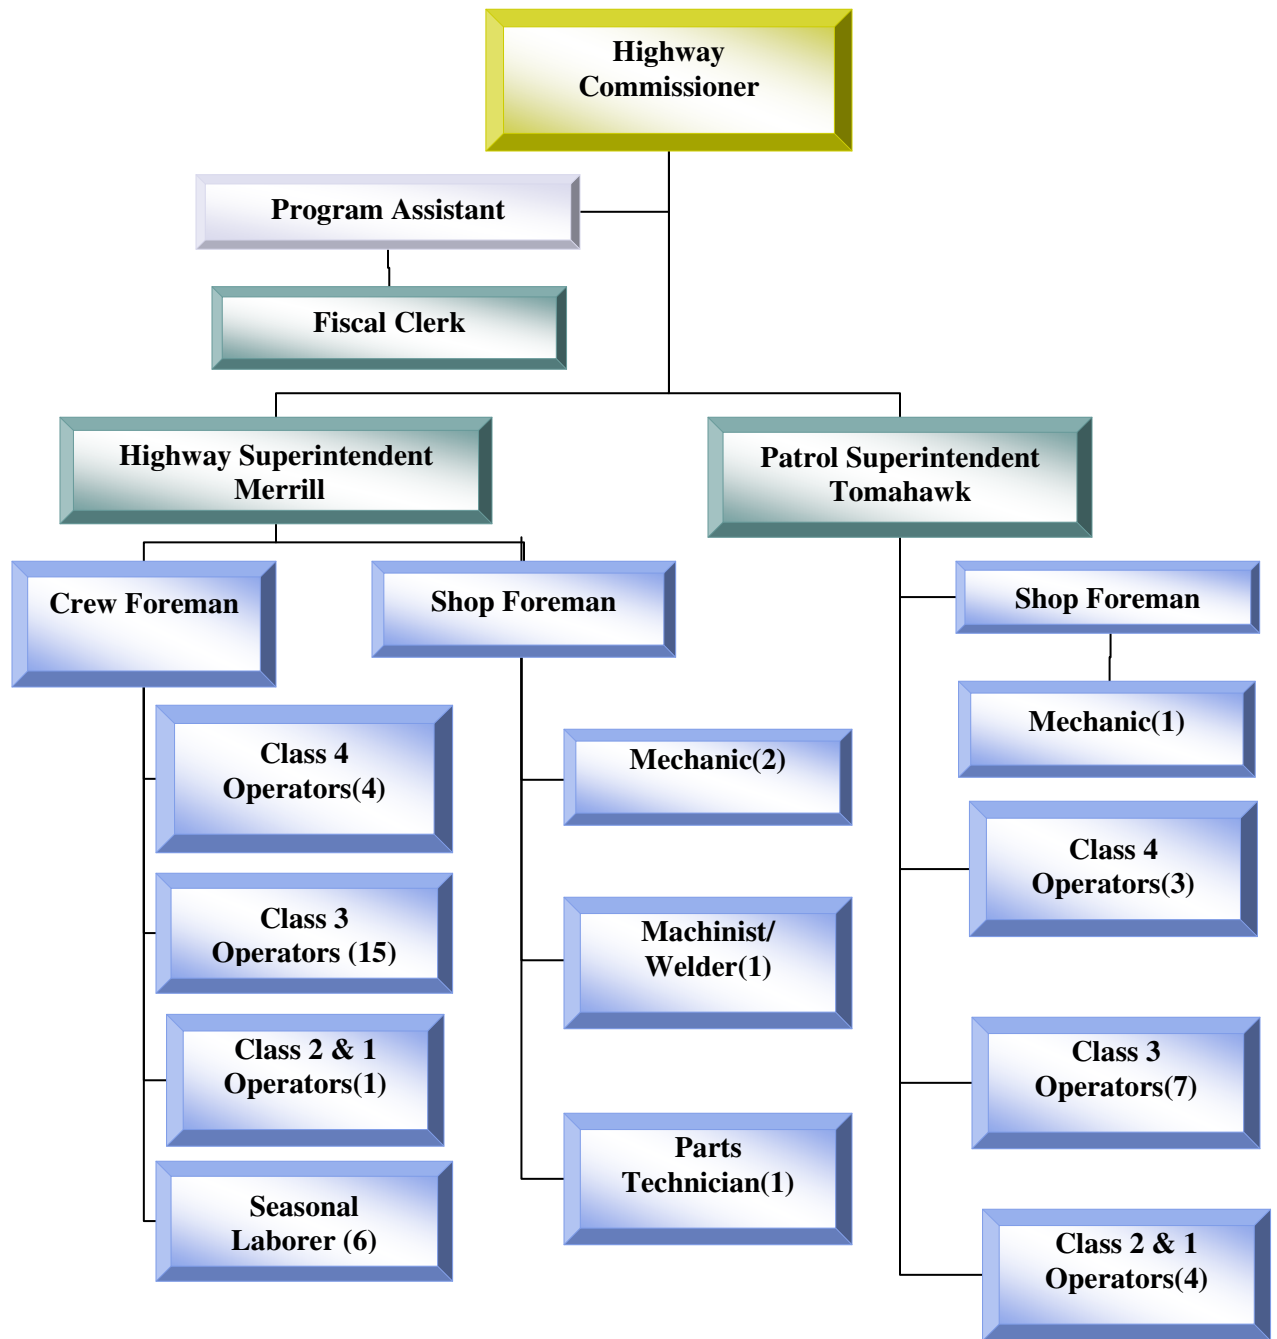 Highway
Commissioner
Program Assistant
Fiscal Clerk
Highway Superintendent
Merrill
Patrol Superintendent
Tomahawk
Crew Foreman
Shop Foreman
Shop Foreman
Mechanic(1)
Class 4
Operators(4)
Class 3
Operators (15)
Class 2 & 1
Operators(1)
Seasonal
Laborer (6)
Mechanic(2)
Machinist/
Welder(1)
Parts
Technician(1)
Class 4
Operators(3)
Class 3
Operators(7)
Class 2 & 1
Operators(4)